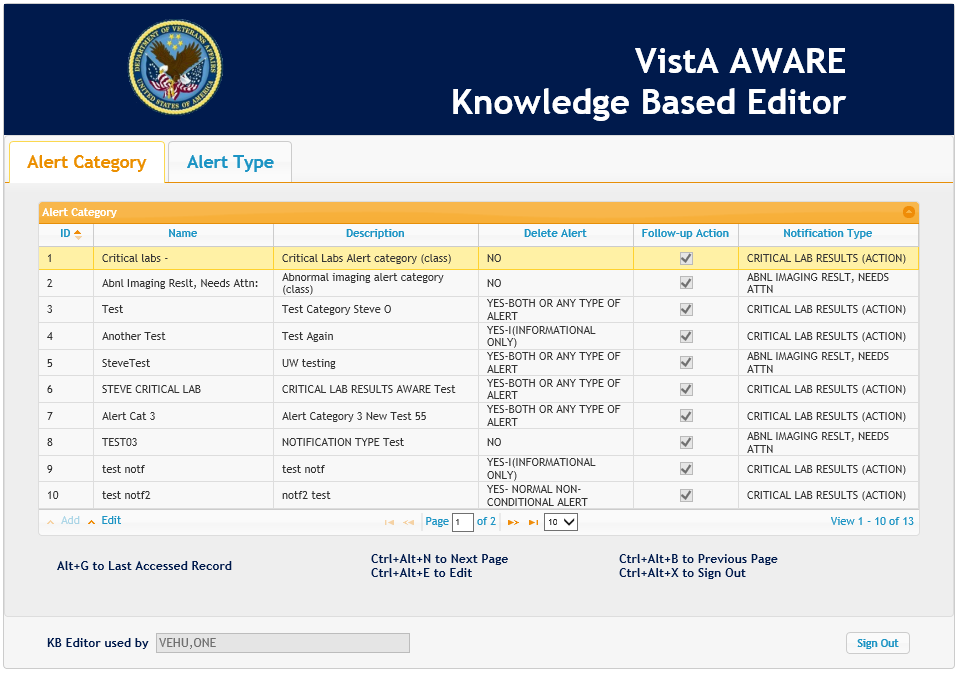 DEPARTMENT OF VETERANS AFFAIRS
UNITED STATES OF AMERICA
VistA AWARE
Knowledge Based Editor
Alert Category
Alert Type
Alert Category
ID Name Description Delete Alert Follow-up Action Notification Type
1 Critical labs - Critical Labs Alert category (class) NO CRITICAL LAB RESULTS (ACTION)
2 Abnl Imaging Reslt, Needs Attn: Abnormal imaging alert category (class) NO ABNL IMAGING RESLT, NEEDS ATTN
3 Test Test Category Steve O YES-BOTH OR ANY TYPE OF ALERT CRITICAL LAB RESULTS (ACTION)
4 Another Test Test Again YES-I(INFORMATIONAL ONLY) CRITICAL LAB RESULTS (ACTION)
5 SteveTest UW testing YES-BOTH OR ANY TYPE OF ALERT ABNL IMAGING RESLT, NEEDS ATTN
6 STEVE CRITICAL LAB CRITICAL LAB RESULTS AWARE Test YES-BOTH OR ANY TYPE OF ALERT CRITICAL LAB RESULTS (ACTION)
7 Alert Cat 3 Alert Category 3 New Test 55 YES-BOTH OR ANY TYPE OF ALERT CRITICAL LAB RESULTS (ACTION)
8 TEST03 NOTIFICATION TYPE Test NO ABNL IMAGING RESLT, NEEDS ATTN
9 test notf test notf YES-I(INFORMATIONAL ONLY) CRITICAL LAB RESULTS (ACTION)
10 test notf2 notf2 test YES- NORMAL NON-CONDITIONAL ALERT CRITICAL LAB RESULTS (ACTION)
Add Edit Page 1 of 2 10 View 1 - 10 of 13
Alt+G to Last Accessed Record
Ctrl+Alt+N to Next Page
Ctrl+Alt+E to Edit
Ctrl+Alt+B to Previous Page
Ctrl+Alt+X to Sign Out
KB Editor used by VEHU,ONE Sign Out